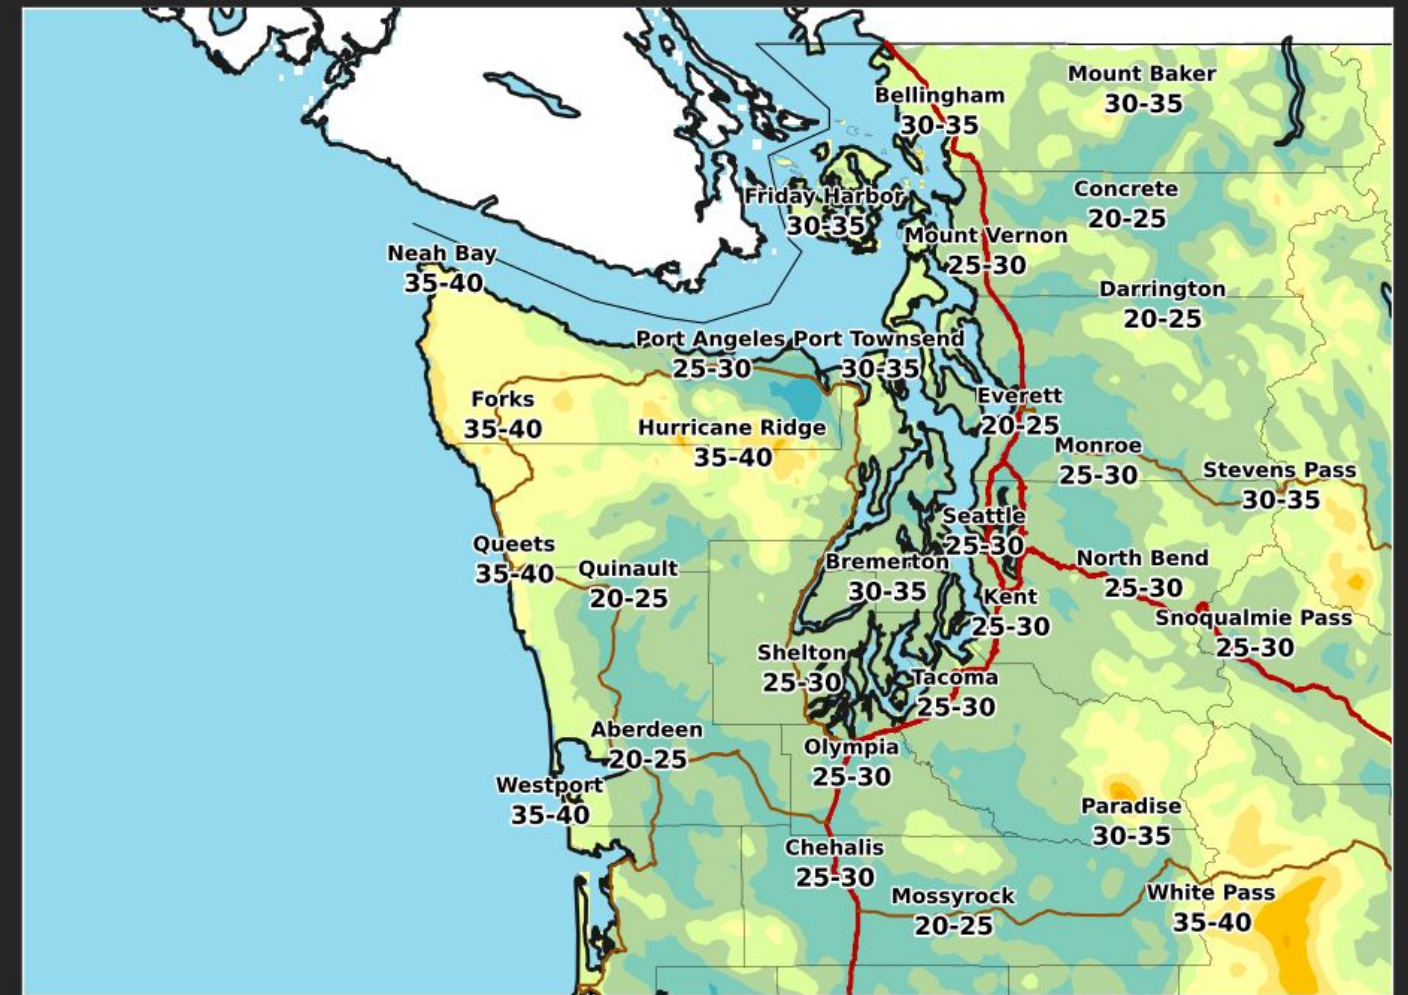 Mount Baker
30-35
Bellingham
30-35
Concrete
20-25
Friday Harbor
30-35
Mount Vernon
25-30
Neah Bay
35-40
Darrington
20-25
Port Angeles
25-30
Port Townsend
30-35
Forks
35-40
Everett
20-25
Hurricane Ridge
35-40
Monroe
25-30
Stevens Pass
30-35
Seattle
25-30
Queets
35-40
Quinault
20-25
Bremerton
30-35
North Bend
25-30
Kent
25-30
Snoqualmie Pass
25-30
Shelton
25-30
Tacoma
25-30
Aberdeen
20-25
Olympia
25-30
Westport
35-40
Paradise
30-35
Chehalis
25-30
Mossyrock
20-25
White Pass
35-40